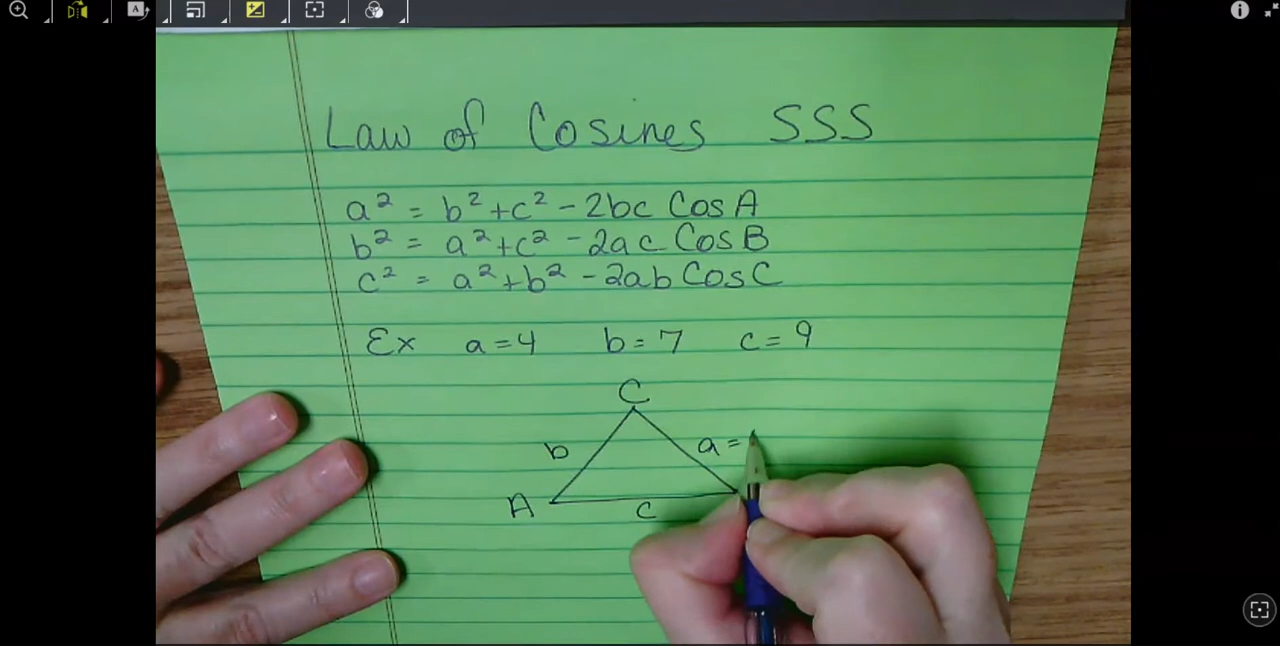 Law of Cosines SSS
a² = b² + c² - 2bc Cos A
b² = a² + c² - 2ac Cos B
c² = a² + b² - 2ab Cos C
Ex a = 4 b = 7 c = 9
C
b a =
A c